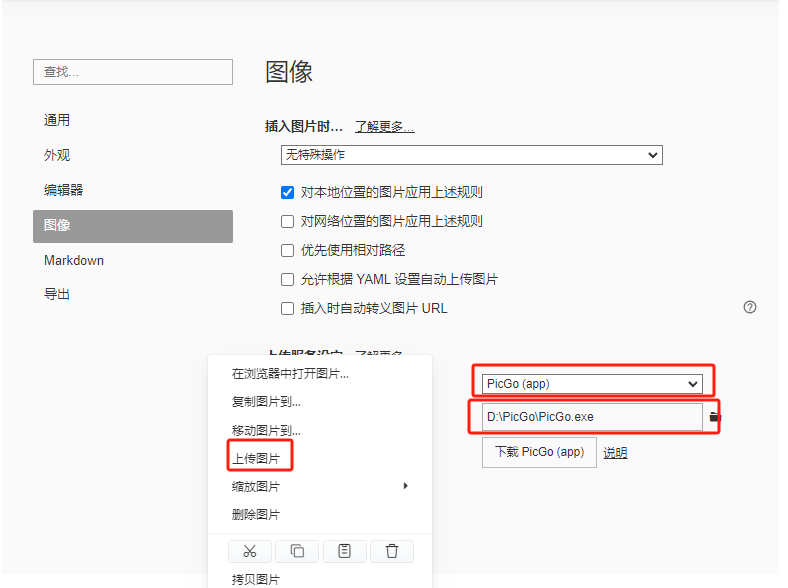 查找...
图像
通用
外观
编辑器
图像
Markdown
导出
插入图片时... 了解更多...
无特殊操作
对本地位置的图片应用上述规则
对网络位置的图片应用上述规则
优先使用相对路径
允许根据 YAML 设置自动上传图片
插入时自动转义图片 URL
上传服务设定 了解更多
PicGo (app)
D:\PicGo\PicGo.exe
下载 PicGo (app) 说明
在浏览器中打开图片...
复制图片到...
移动图片到...
上传图片
缩放图片
删除图片
拷贝图片